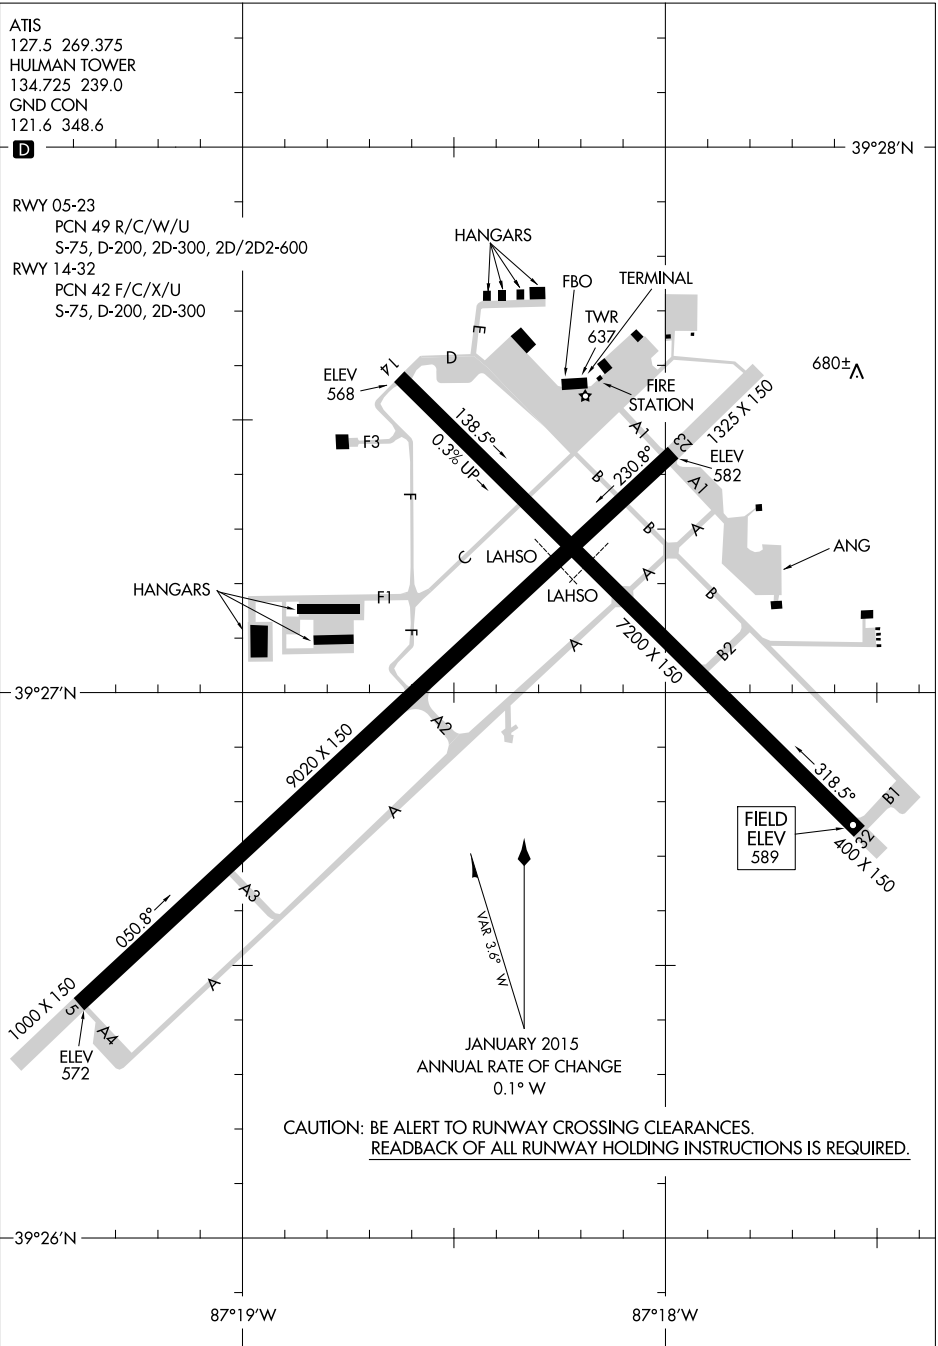 ATIS
127.5 269.375
HULMAN TOWER
134.725 239.0
GND CON
121.6 348.6
D
39°28'N
RWY 05-23
PCN 49 R/C/W/U
S-75, D-200, 2D-300, 2D/2D2-600
RWY 14-32
PCN 42 F/C/X/U
S-75, D-200, 2D-300
HANGARS
FBO
TERMINAL
TWR
637
E
D
14
ELEV
568
680±
FIRE
STATION
1325 X 150
A1
23
ELEV
582
138.5°
0.3% UP
230.8°
F3
B
A1
F
B
A
C
LAHSO
LAHSO
ANG
A
HANGARS
F1
B
F
A
7200 X 150
B2
39°27'N
A2
9020 X 150
318.5°
B1
A
FIELD
ELEV
589
32
400 X 150
A3
050.8°
VAR 3.6° W
A
1000 X 150
5
A4
ELEV
572
JANUARY 2015
ANNUAL RATE OF CHANGE
0.1° W
CAUTION: BE ALERT TO RUNWAY CROSSING CLEARANCES.
READBACK OF ALL RUNWAY HOLDING INSTRUCTIONS IS REQUIRED.
39°26'N
87°19'W
87°18'W